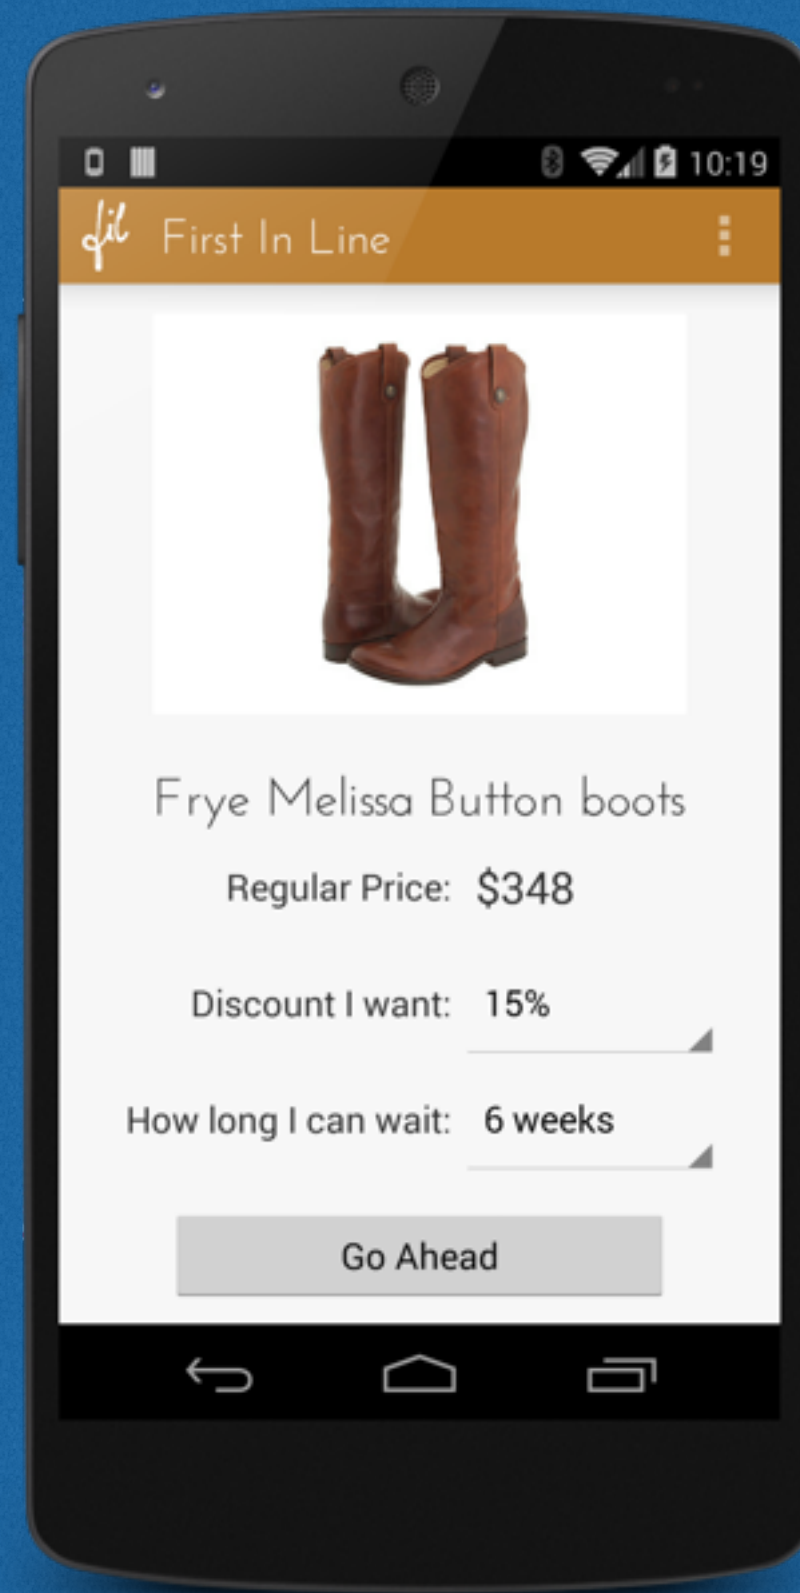 10:19
fil First In Line
Frye Melissa Button boots
Regular Price: $348
Discount I want: 15%
How long I can wait: 6 weeks
Go Ahead